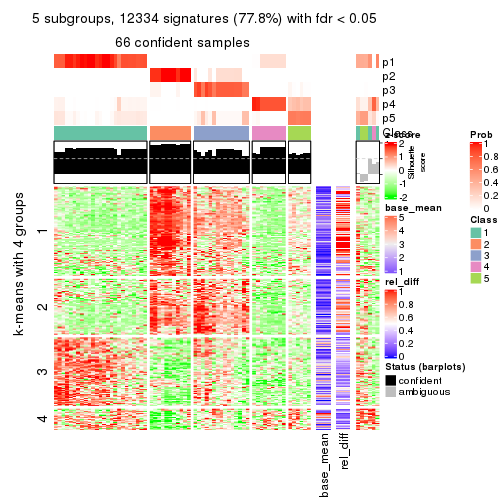 5 subgroups, 12334 signatures (77.8%) with fdr < 0.05
66 confident samples
p1
p2
p3
p4
p5
Class
k-means with 4 groups
1
2
3
4
base_mean
rel_diff
Silhouette
score
z-score
2
1
0
-1
-2
base_mean
5
4
3
2
1
rel_diff
1
0.8
0.6
0.4
0.2
0
Status (barplots)
confident
ambiguous
Prob
1
0.8
0.6
0.4
0.2
0
Class
1
2
3
4
5